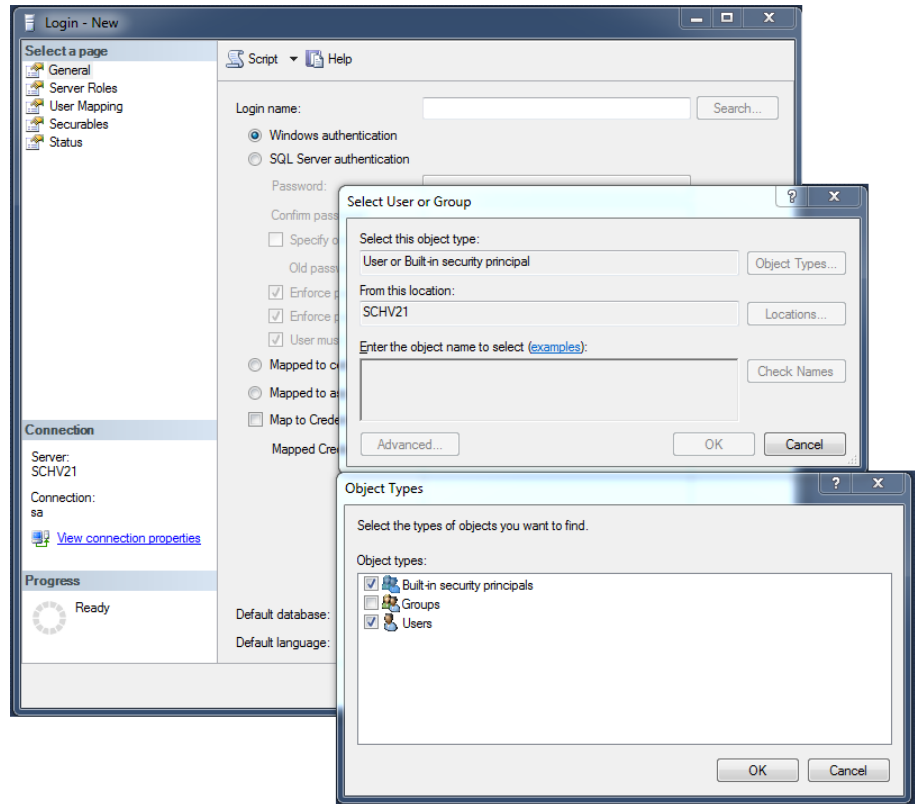 Login - New
Select a page
General
Server Roles
User Mapping
Securables
Status
Script Help
Login name: Search...
Windows authentication
SQL Server authentication
Password:
Confirm pass
Specify o
Old passw
Enforce p
Enforce p
User mus
Mapped to ce
Mapped to as
Map to Crede
Mapped Cre
Default database:
Default language:
Connection
Server:
SCHV21
Connection:
sa
View connection properties
Progress
Ready
Select User or Group
Select this object type:
User or Built-in security principal Object Types...
From this location:
SCHV21 Locations...
Enter the object name to select (examples):
Check Names
Advanced... OK Cancel
Object Types
Select the types of objects you want to find.
Object types:
Built-in security principals
Groups
Users
OK Cancel